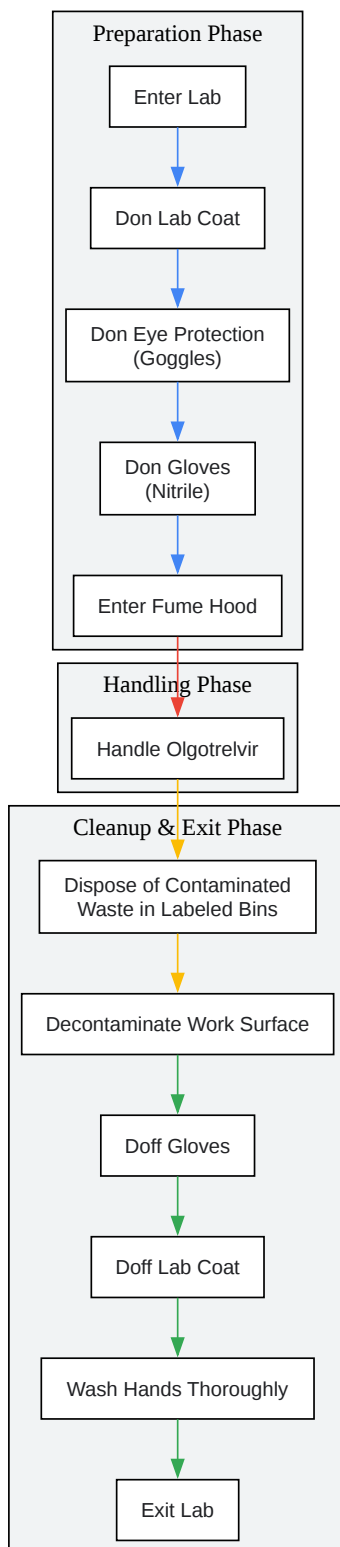 Preparation Phase
Enter Lab
Don Lab Coat
Don Eye Protection
(Goggles)
Don Gloves
(Nitrile)
Enter Fume Hood
Handling Phase
Handle Olgotrelvir
Cleanup & Exit Phase
Dispose of Contaminated
Waste in Labeled Bins
Decontaminate Work Surface
Doff Gloves
Doff Lab Coat
Wash Hands Thoroughly
Exit Lab